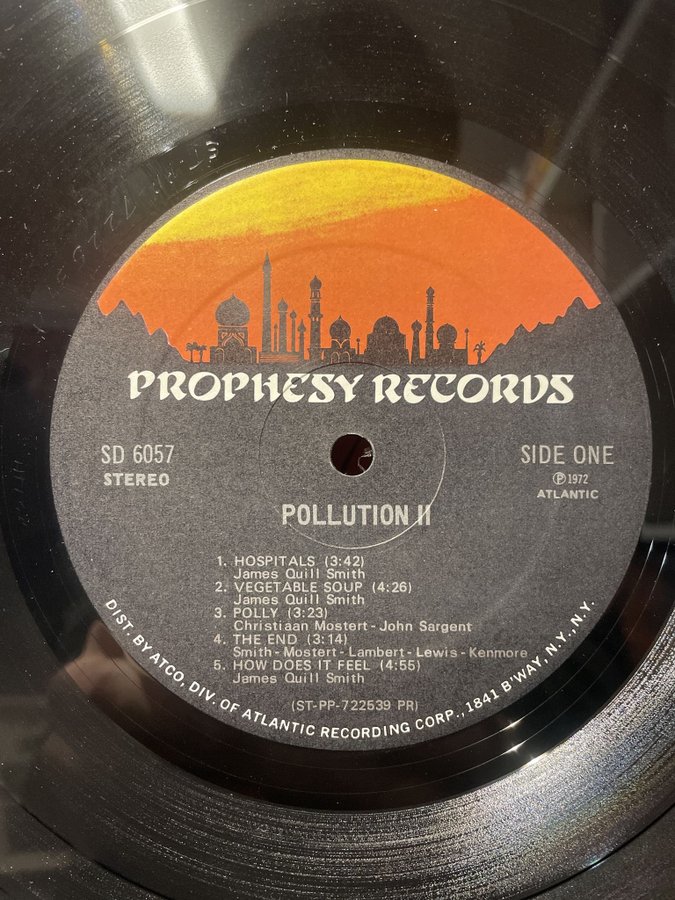 PROPHESY RECORDS
SD 6057
STEREO
SIDE ONE
Ⓟ1972
ATLANTIC
POLLUTION II
1. HOSPITALS (3:42)
James Quill Smith
2. VEGETABLE SOUP (4:26)
James Quill Smith
3. POLLY (3:23)
Christiaan Mostert - John Sargent
4. THE END (3:14)
Smith - Mostert - Lambert - Lewis - Kenmore
5. HOW DOES IT FEEL (4:55)
James Quill Smith
(ST-PP-722539 PR)
DIST. BY ATCO, DIV. OF ATLANTIC RECORDING CORP., 1841 B'WAY, N.Y., N.Y.